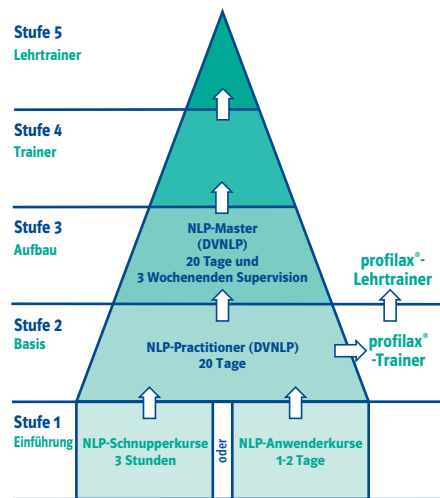 Stufe 5
Lehrtrainer
Stufe 4
Trainer
Stufe 3
Aufbau
NLP-Master
(DVNLP)
20 Tage und
3 Wochenenden Supervision
profilax®-
Lehrtrainer
Stufe 2
Basis
NLP-Practitioner (DVNLP)
20 Tage
profilax®
-Trainer
Stufe 1
Einführung
NLP-Schnupperkurse
3 Stunden
oder
NLP-Anwenderkurse
1-2 Tage